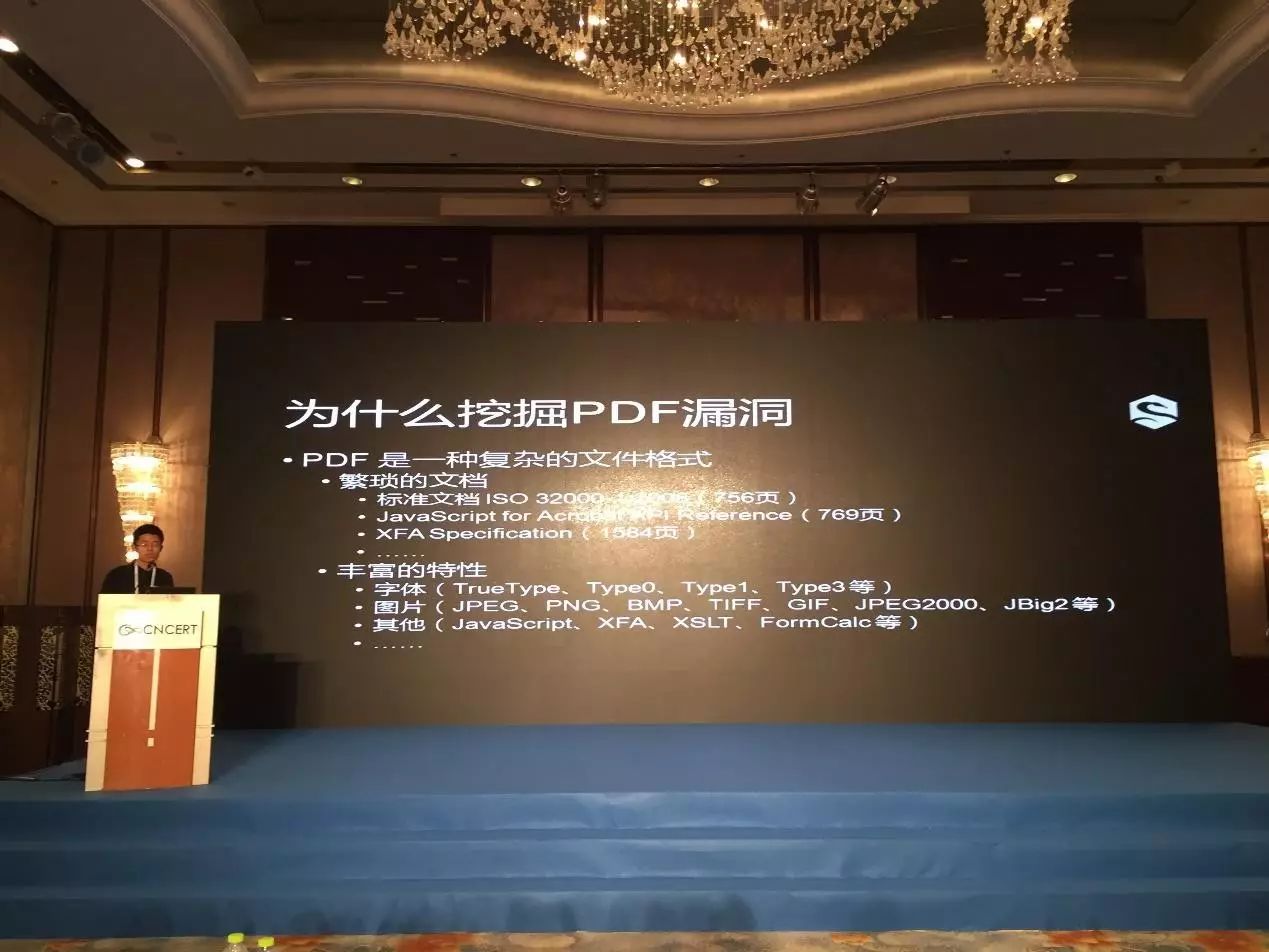 为什么挖掘PDF漏洞
• PDF 是一种复杂的文件格式
• 繁琐的文档
• 标准文档 ISO 32000 （756页）
• JavaScript for Acrobat API Reference（769页）
• XFA Specification（1584页）
• ……
• 丰富的特性
• 字体（TrueType、Type0、Type1、Type3等）
• 图片（JPEG、PNG、BMP、TIFF、GIF、JPEG2000、JBig2等）
• 其他（JavaScript、XFA、XSLT、FormCalc等）
• ……
CNCERT